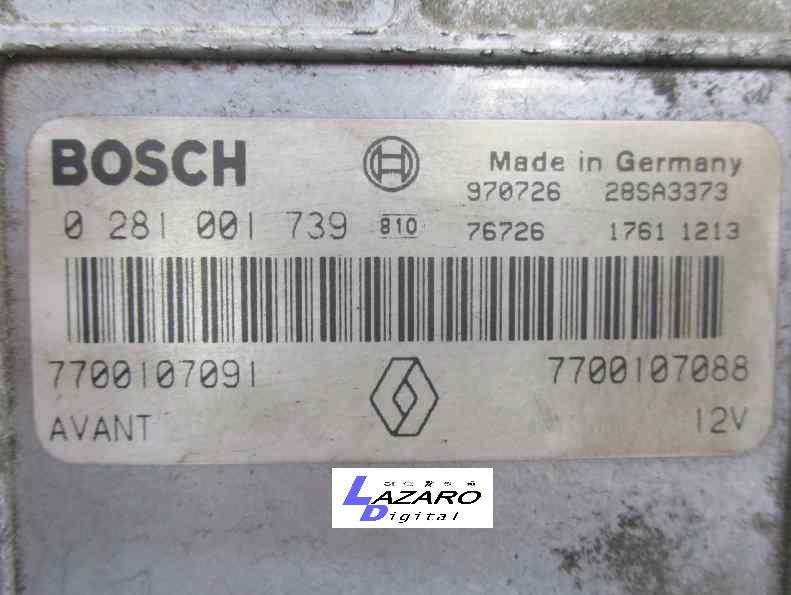 BOSCH Made in Germany
970726 28SA3373
0 281 001 739 810 76726 1761 1213
7700107091 7700107088
AVANT 12V
LAZARO
Digital